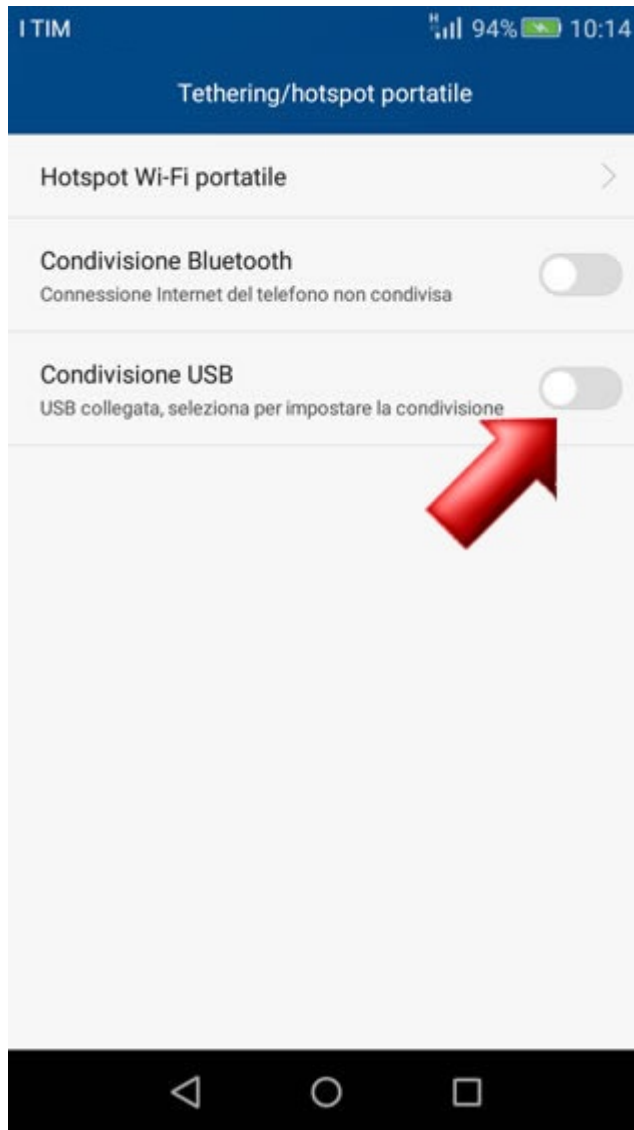 I TIM 94% 10:14
Tethering/hotspot portatile
Hotspot Wi-Fi portatile
Condivisione Bluetooth
Connessione Internet del telefono non condivisa
Condivisione USB
USB collegata, seleziona per impostare la condivisione